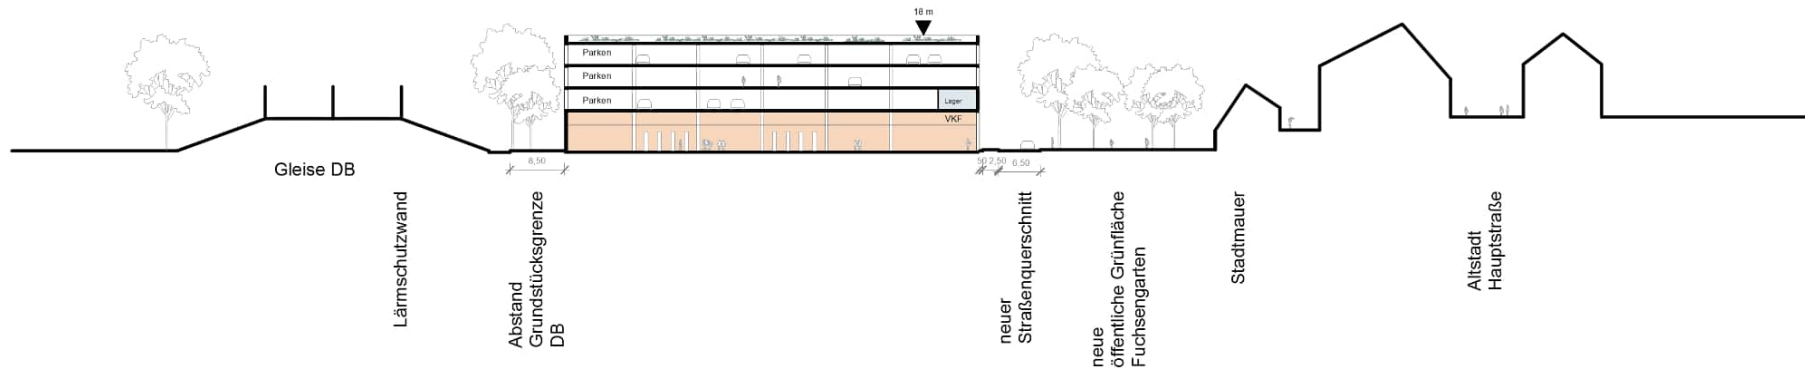 18 m
Parken
Parken
Parken
Lager
VKF
8,50
50 2,50 6,50
Gleise DB
Lärmschutzwand
Abstand
Grundstücksgrenze
DB
neuer
Straßenquerschnitt
neue
öffentliche Grünfläche
Fuchsengarten
Stadtmauer
Altstadt
Hauptstraße